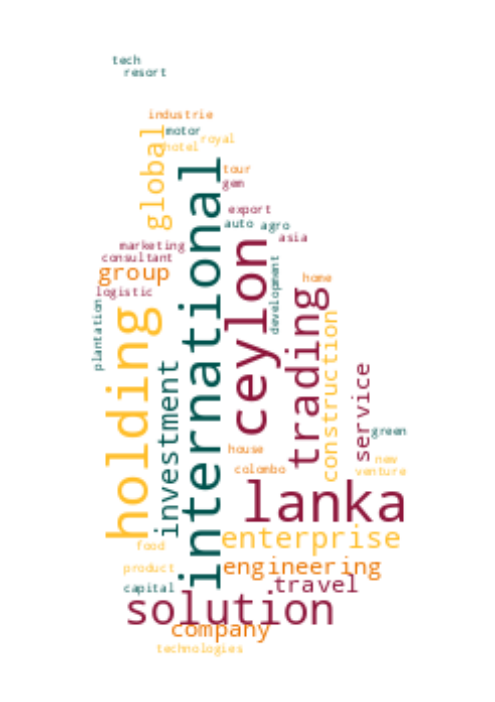 tech
resort
industrie
motor
royal
hotel
global
international
tour
gem
export
auto
agro
asia
marketing
consultant
ceylon
group
development
home
logistic
trading
plantation
holding
construction
investment
service
green
house
new
colombo
venture
lanka
enterprise
food
engineering
product
travel
capital
solution
company
technologies